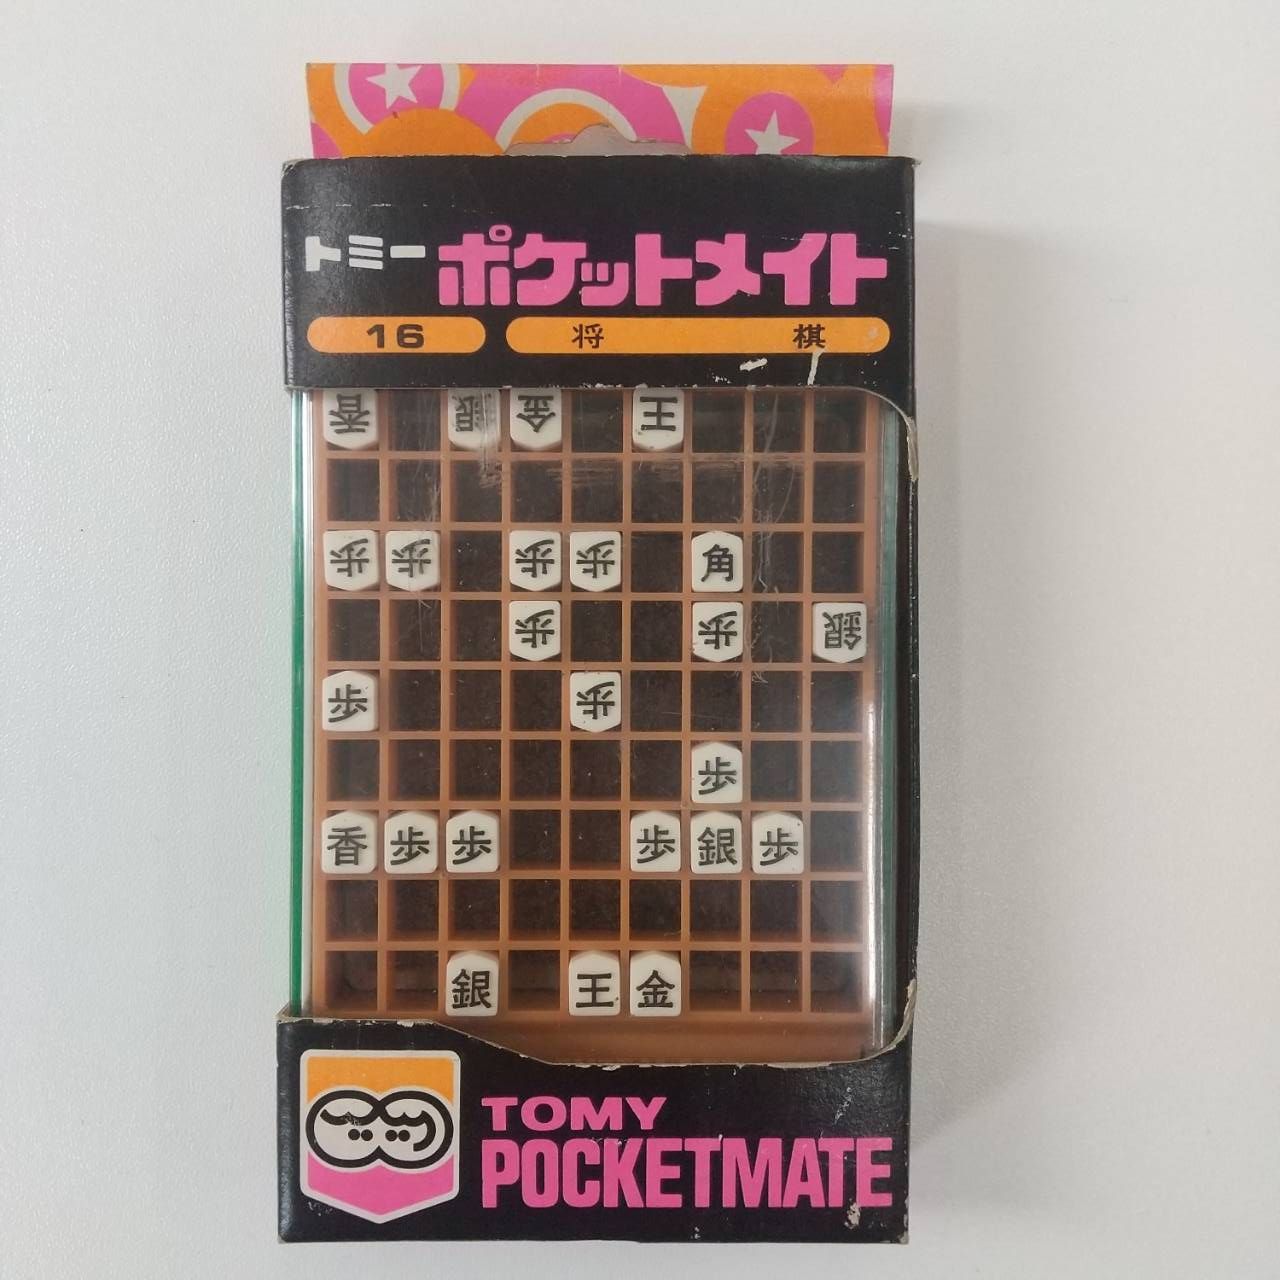 トミー ポケットメイト
16 将棋
香 銀 金 王
歩 歩 歩 歩 角
歩 歩 銀
歩 歩
歩
香 歩 歩 歩 銀 歩
銀 王 金
TOMY
POCKETMATE